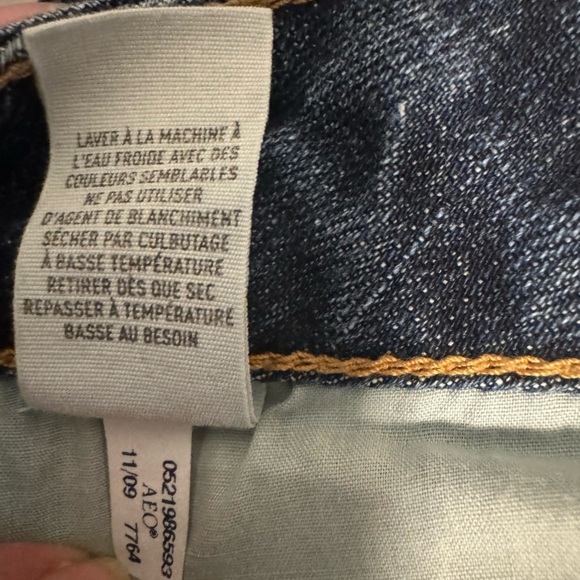 LAVER À LA MACHINE À
L'EAU FROIDE AVEC DES
COULEURS SEMBLABLES
NE PAS UTILISER
D'AGENT DE BLANCHIMENT
SÉCHER PAR CULBUTAGE
À BASSE TEMPÉRATURE
RETIRER DÈS QUE SEC
REPASSER À TEMPÉRATURE
BASSE AU BESOIN
0521986593
AEO®
11/09 7764